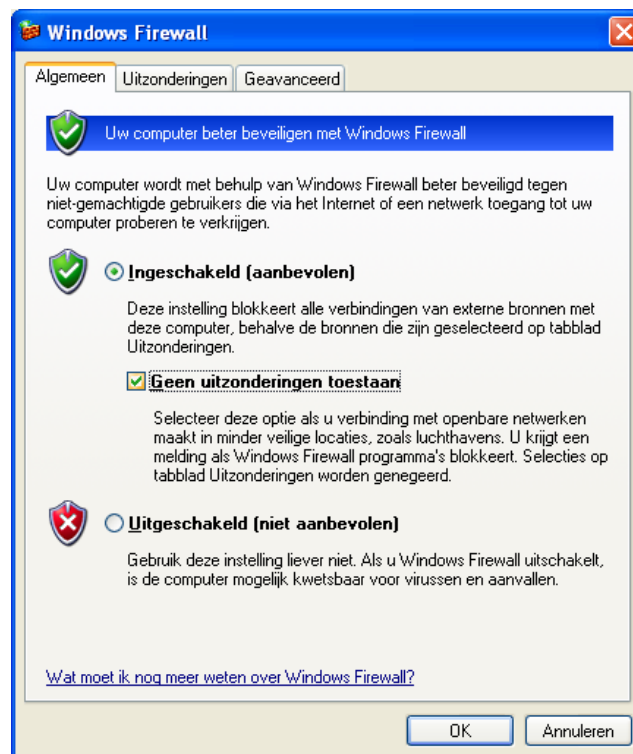 Windows Firewall
Algemeen Uitzonderingen Geavanceerd
Uw computer beter beveiligen met Windows Firewall
Uw computer wordt met behulp van Windows Firewall beter beveiligd tegen
niet-gemachtigde gebruikers die via het Internet of een netwerk toegang tot uw
computer proberen te verkrijgen.
Ingeschakeld (aanbevolen)
Deze instelling blokkeert alle verbindingen van externe bronnen met
deze computer, behalve de bronnen die zijn geselecteerd op tabblad
Uitzonderingen.
Geen uitzonderingen toestaan
Selecteer deze optie als u verbinding met openbare netwerken
maakt in minder veilige locaties, zoals luchthavens. U krijgt een
melding als Windows Firewall programma's blokkeert. Selecties op
tabblad Uitzonderingen worden genegeerd.
Uitgeschakeld (niet aanbevolen)
Gebruik deze instelling liever niet. Als u Windows Firewall uitschakelt,
is de computer mogelijk kwetsbaar voor virussen en aanvallen.
Wat moet ik nog meer weten over Windows Firewall?
OK Annuleren